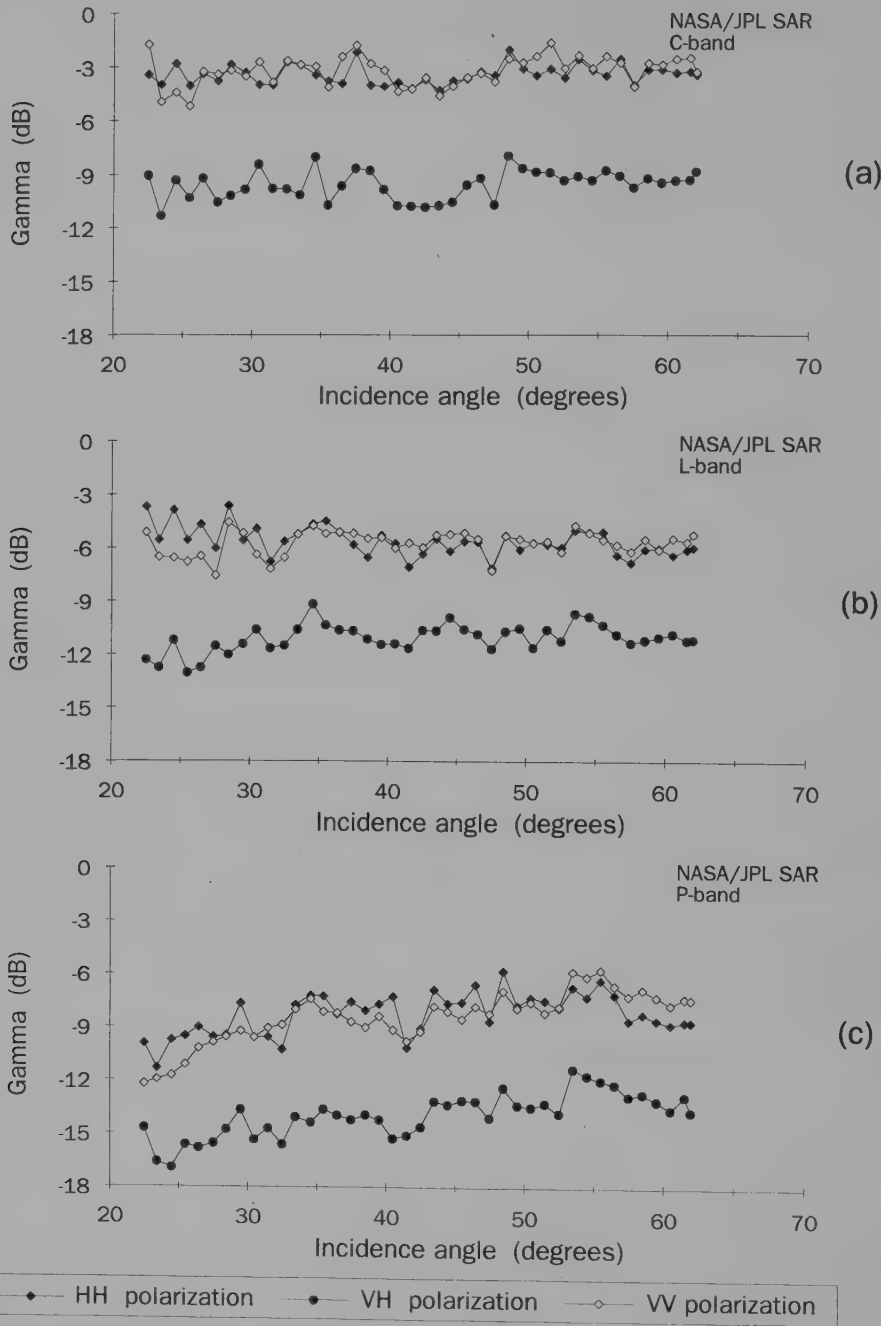 0
-3
-6
-9
-12
-15
-18
Gamma (dB)
NASA/JPL SAR
C-band
(a)
20 30 40 50 60 70
Incidence angle (degrees)
0
-3
-6
-9
-12
-15
-18
Gamma (dB)
NASA/JPL SAR
L-band
(b)
20 30 40 50 60 70
Incidence angle (degrees)
0
-3
-6
-9
-12
-15
-18
Gamma (dB)
NASA/JPL SAR
P-band
(c)
20 30 40 50 60 70
Incidence angle (degrees)
HH polarization VH polarization VV polarization